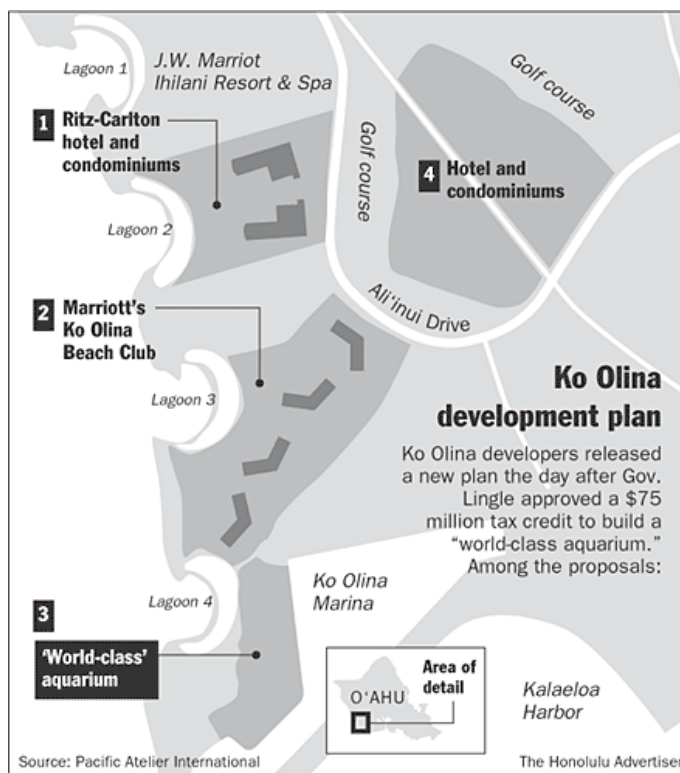 Lagoon 1
J.W. Marriot
Ihilani Resort & Spa
Golf course
1
Ritz-Carlton
hotel and
condominiums
Golf course
4
Hotel and
condominiums
Lagoon 2
Ali'inui Drive
2
Marriott's
Ko Olina
Beach Club
Lagoon 3
Ko Olina
development plan
Ko Olina developers released
a new plan the day after Gov.
Lingle approved a $75
million tax credit to build a
“world-class aquarium.”
Among the proposals:
Lagoon 4
Ko Olina
Marina
3
‘World-class’
aquarium
Area of
detail
O‘AHU
Kalaeloa
Harbor
Source: Pacific Atelier International
The Honolulu Advertiser